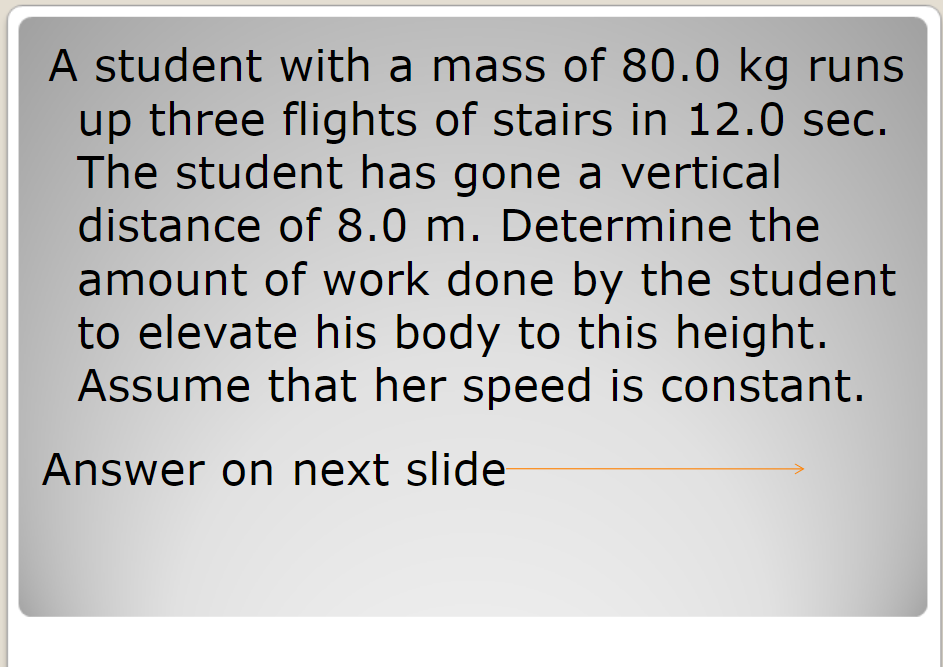 A student with a mass of 80.0 kg runs
up three flights of stairs in 12.0 sec.
The student has gone a vertical
distance of 8.0 m. Determine the
amount of work done by the student
to elevate his body to this height.
Assume that her speed is constant.
Answer on next slide